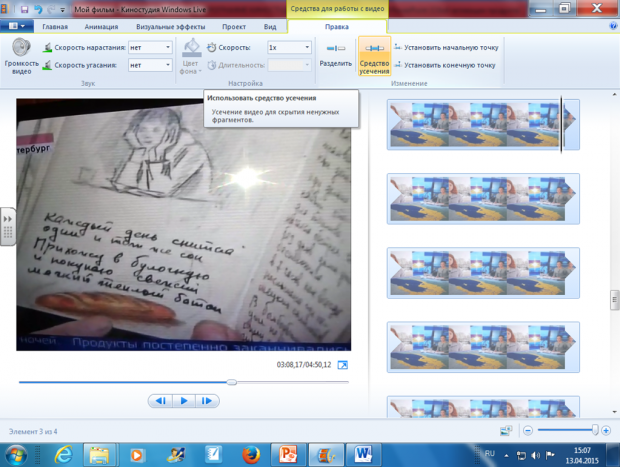 Мой фильм - Киностудия Windows Live
Средства для работы с видео
Главная Анимация Визуальные эффекты Проект Вид Правка
Громкость видео
Скорость нарастания: нет
Скорость угасания: нет
Звук
Цвет фона
Скорость: 1x
Длительность:
Настройка
Разделить
Средство усечения
Установить начальную точку
Установить конечную точку
Изменение
Использовать средство усечения
Усечение видео для скрытия ненужных
фрагментов.
тербург
Каждый день снится
один и тот же сон
Прихожу в булочную
и покупаю свежий
мягкий теплый батон
ночей. Продукты постепенно заканчивались
03:08,17/04:50,12
Элемент 3 из 4
RU
15:07
13.04.2015